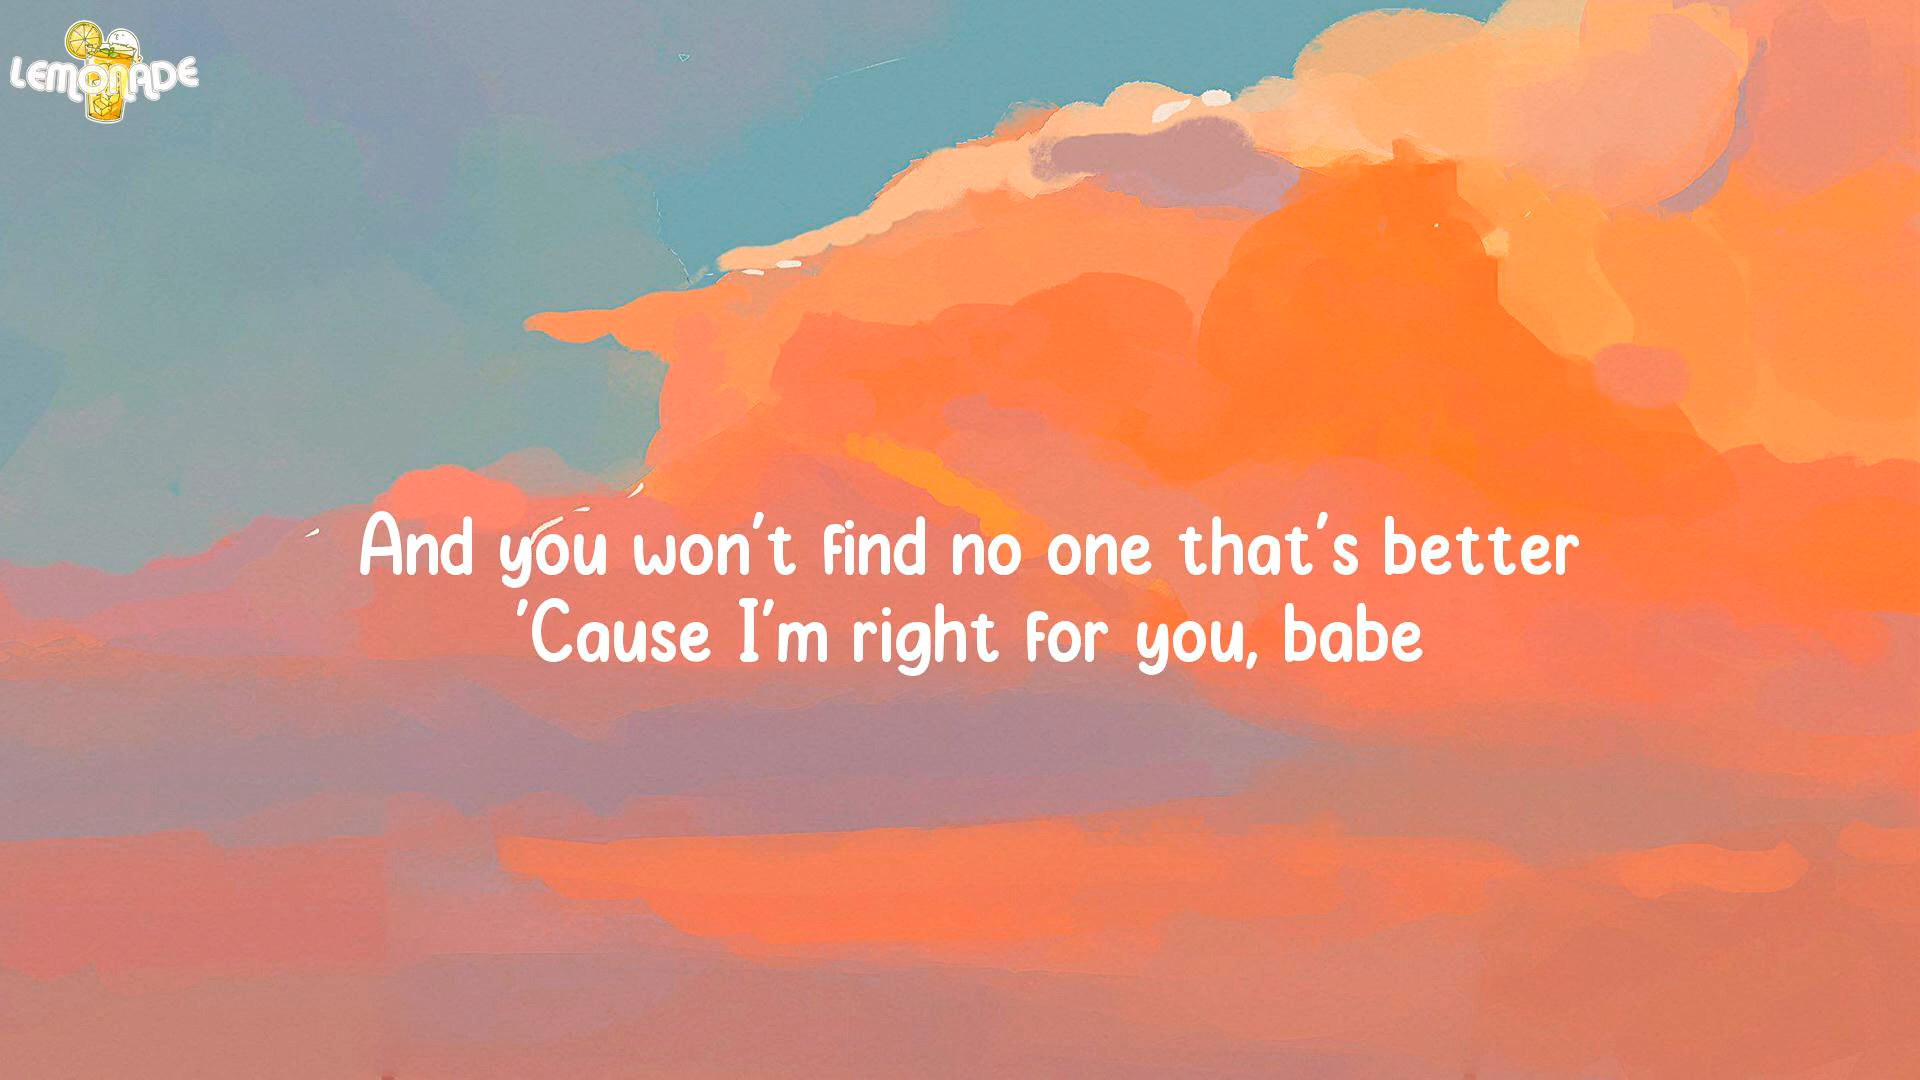 LEMONADE
And you won't find no one that's better
'Cause I'm right for you, babe